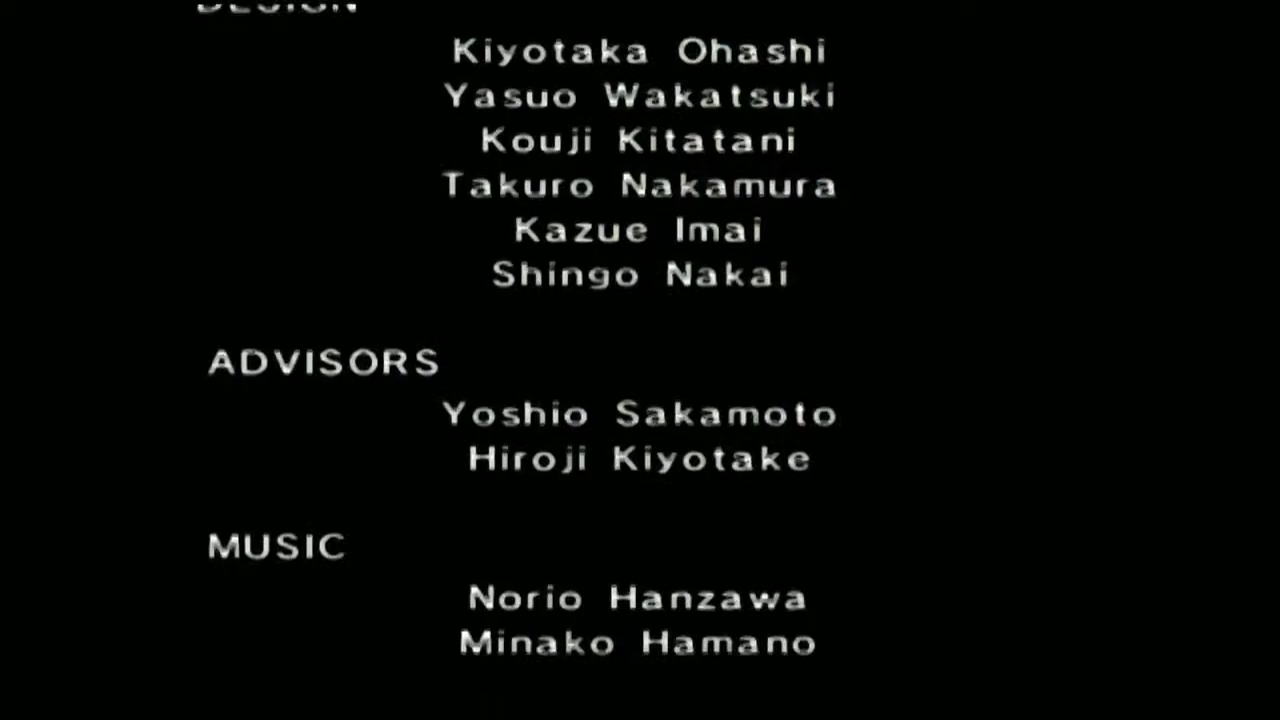 DESIGN
Kiyotaka Ohashi
Yasuo Wakatsuki
Kouji Kitatani
Takuro Nakamura
Kazue Imai
Shingo Nakai
ADVISORS
Yoshio Sakamoto
Hiroji Kiyotake
MUSIC
Norio Hanzawa
Minako Hamano